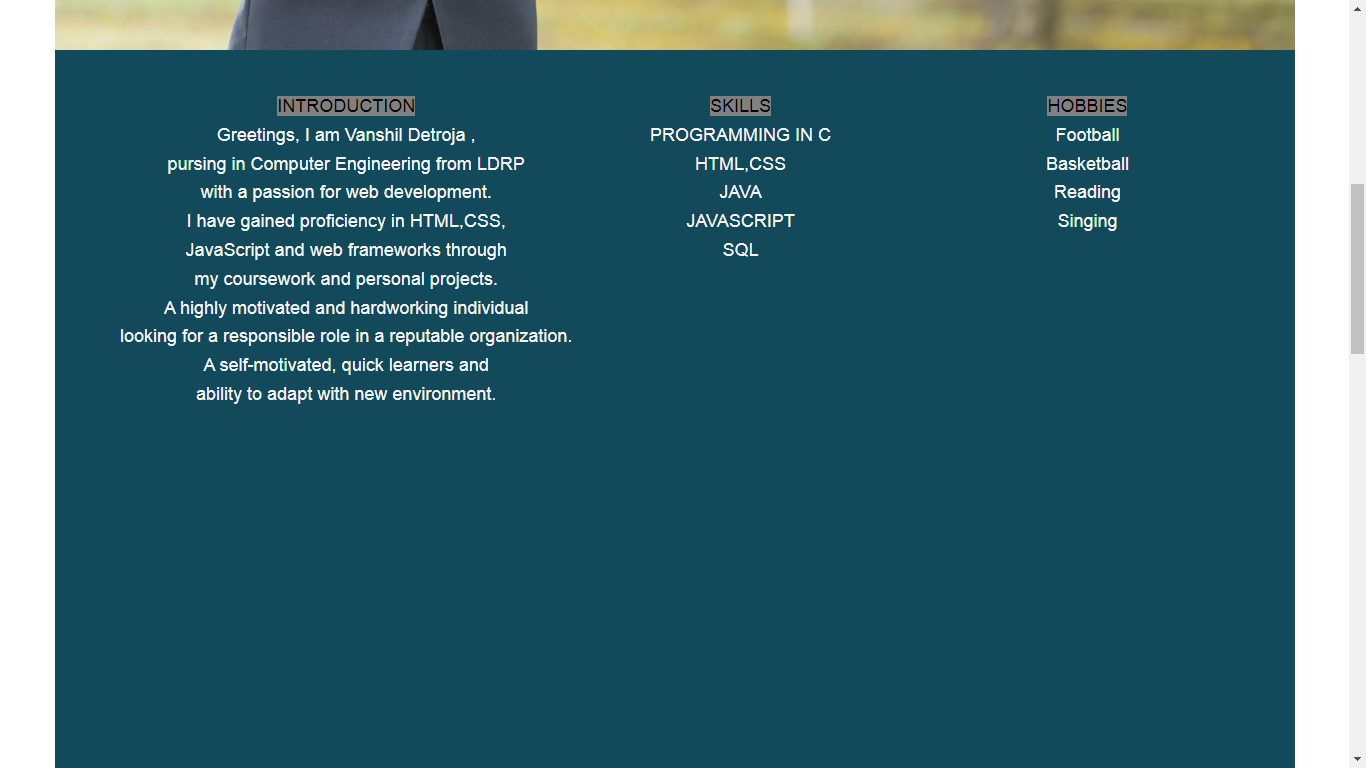 INTRODUCTION
Greetings, I am Vanshil Detroja ,
pursing in Computer Engineering from LDRP
with a passion for web development.
I have gained proficiency in HTML,CSS,
JavaScript and web frameworks through
my coursework and personal projects.
A highly motivated and hardworking individual
looking for a responsible role in a reputable organization.
A self-motivated, quick learners and
ability to adapt with new environment.
SKILLS
PROGRAMMING IN C
HTML,CSS
JAVA
JAVASCRIPT
SQL
HOBBIES
Football
Basketball
Reading
Singing